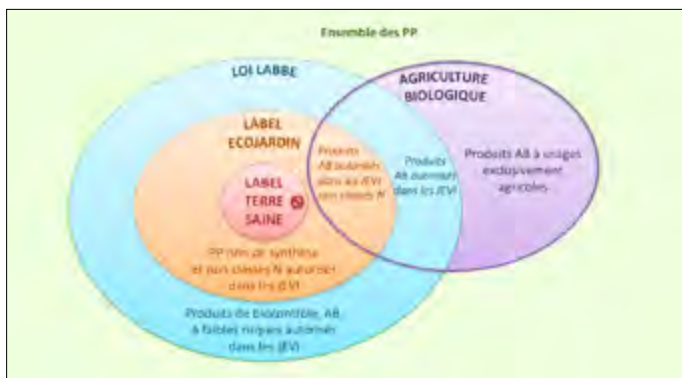 Ensemble des PP
LOI LABBE
AGRICULTURE
BIOLOGIQUE
LABEL
ECOJARDIN
Produits
AB autorisés
dans les JEVI
non classés N
Produits
AB autorisés
dans les JEVI
Produits AB à usages
exclusivement
agricoles
LABEL
TERRE
SAINE
PP non de synthèse
et non classés N autorisés
dans les JEVI
Produits de biocontrôle, AB,
à faibles risques autorisés
dans les JEVI